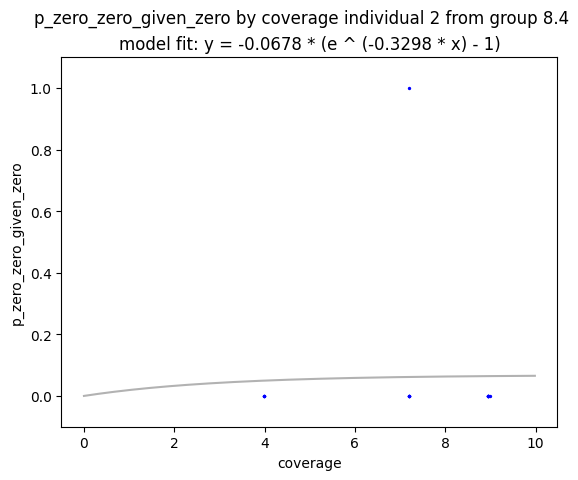 p_zero_zero_given_zero by coverage individual 2 from group 8.4
model fit: y = -0.0678 * (e ^ (-0.3298 * x) - 1)
1.0
0.8
0.6
0.4
0.2
0.0
p_zero_zero_given_zero
0 2 4 6 8 10
coverage